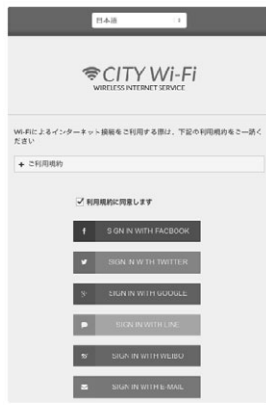 日本語
CITY Wi-Fi
WIRELESS INTERNET SERVICE
Wi-Fiによるインターネット接続をご利用する際は、下記の利用規約をご一読く
ださい
+ ご利用規約
利用規約に同意します
f SIGN IN WITH FACBOOK
SIGN IN WITH TWITTER
SIGN IN WITH GOOGLE
SIGN IN WITH LINE
SIGN IN WITH WEIBO
SIGN IN WITH E-MAIL